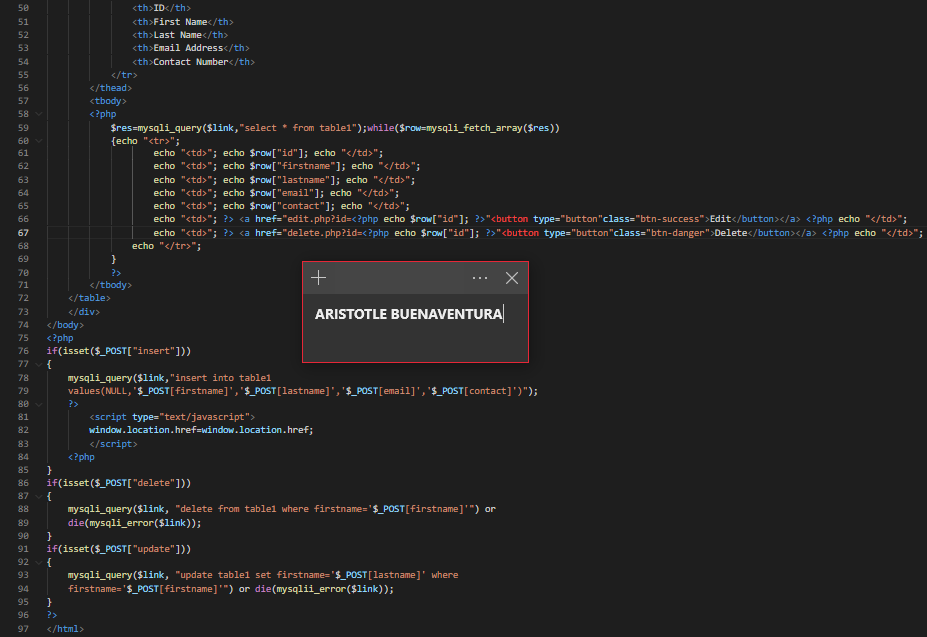 50 <th>ID</th>
51 <th>First Name</th>
52 <th>Last Name</th>
53 <th>Email Address</th>
54 <th>Contact Number</th>
55 </tr>
56 </thead>
57 <tbody>
58 <?php
59 $res=mysqli_query($link,"select * from table1");while($row=mysqli_fetch_array($res))
60 {echo "<tr>";
61 echo "<td>"; echo $row["id"]; echo "</td>";
62 echo "<td>"; echo $row["firstname"]; echo "</td>";
63 echo "<td>"; echo $row["lastname"]; echo "</td>";
64 echo "<td>"; echo $row["email"]; echo "</td>";
65 echo "<td>"; echo $row["contact"]; echo "</td>";
66 echo "<td>"; ?> <a href="edit.php?id=<?php echo $row["id"]; ?>"<button type="button"class="btn-success">Edit</button></a> <?php echo "</td>";
67 echo "<td>"; ?> <a href="delete.php?id=<?php echo $row["id"]; ?>"<button type="button"class="btn-danger">Delete</button></a> <?php echo "</td>";
68 echo "</tr>";
69 }
70 ?>
71 </tbody>
72 </table>
73 </div>
74 </body>
75 <?php
76 if(isset($_POST["insert"]))
77 {
78 mysqli_query($link,"insert into table1
79 values(NULL,'$_POST[firstname]','$_POST[lastname]','$_POST[email]','$_POST[contact]')");
80 ?>
81 <script type="text/javascript">
82 window.location.href=window.location.href;
83 </script>
84 <?php
85 }
86 if(isset($_POST["delete"]))
87 {
88 mysqli_query($link, "delete from table1 where firstname='$_POST[firstname]'") or
89 die(mysqli_error($link));
90 }
91 if(isset($_POST["update"]))
92 {
93 mysqli_query($link, "update table1 set firstname='$_POST[lastname]' where
94 firstname='$_POST[firstname]'") or die(mysqlii_error($link));
95 }
96 ?>
97 </html>
ARISTOTLE BUENAVENTURA